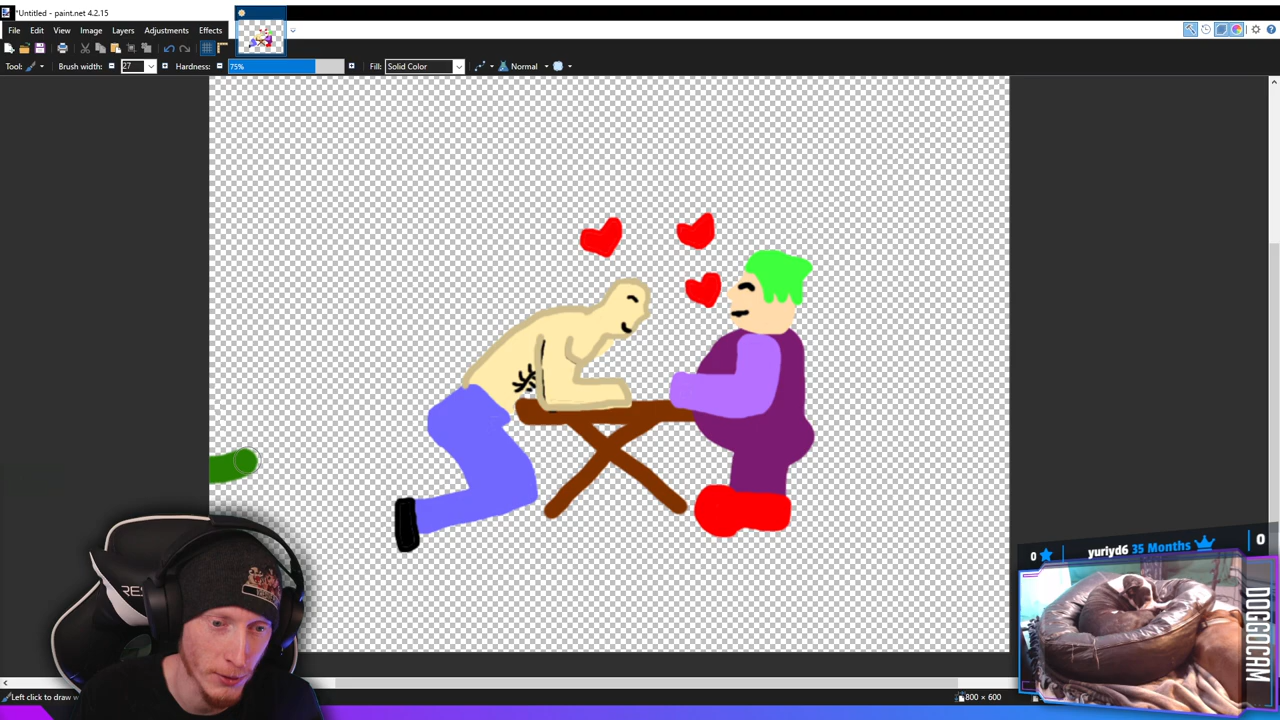 *Untitled - paint.net 4.2.15
File Edit View Image Layers Adjustments Effects
Tool: Brush width: 27 Hardness: 75% Fill: Solid Color Normal
0 yuriyd6 35 Months 0
DOGGOCAM
RES
Left click to draw w
800 × 600